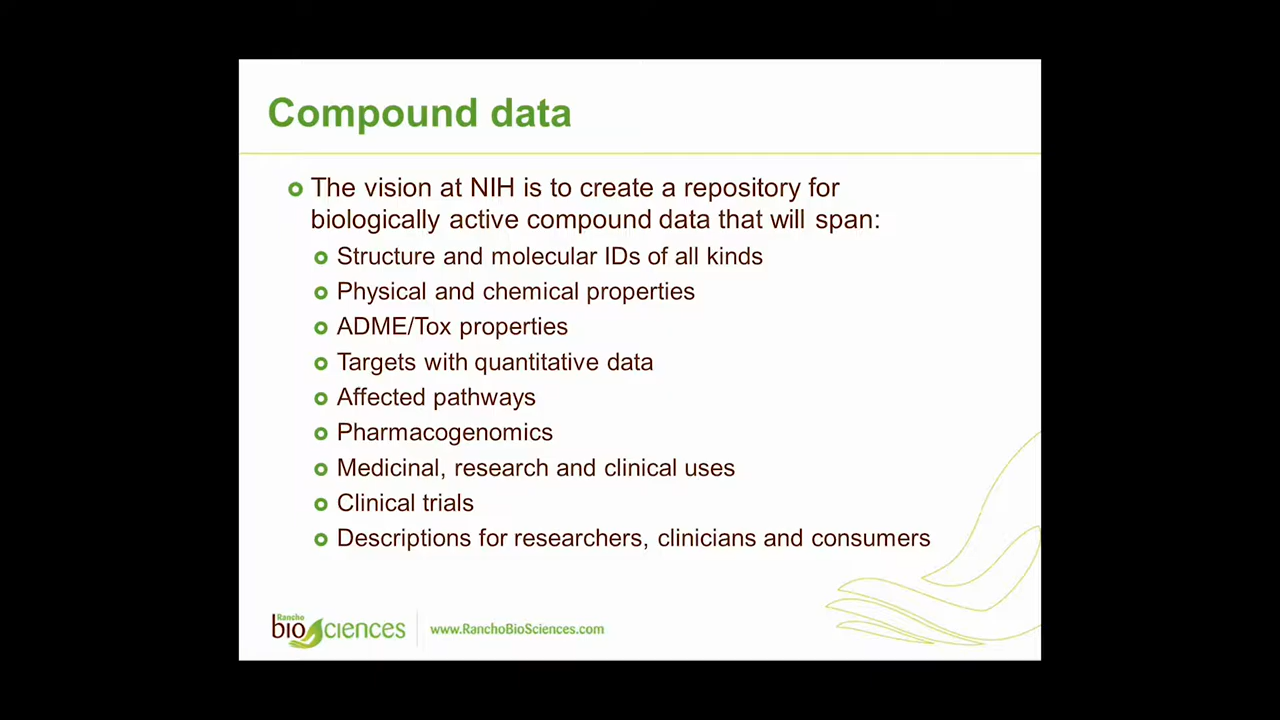 Compound data
The vision at NIH is to create a repository for
biologically active compound data that will span:
Structure and molecular IDs of all kinds
Physical and chemical properties
ADME/Tox properties
Targets with quantitative data
Affected pathways
Pharmacogenomics
Medicinal, research and clinical uses
Clinical trials
Descriptions for researchers, clinicians and consumers
Rancho
bioSciences
www.RanchoBioSciences.com